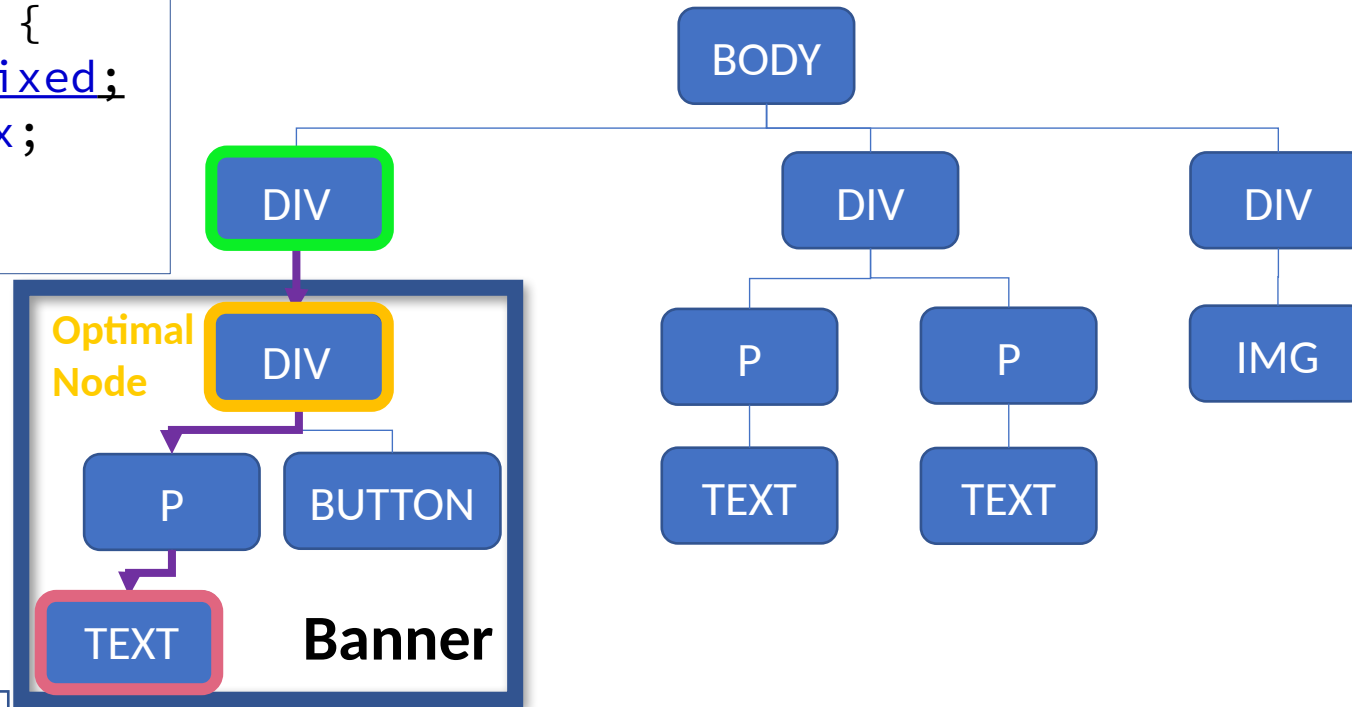 {
ixed;
x;
BODY
DIV
DIV
DIV
Optimal
Node
DIV
P
P
IMG
P
BUTTON
TEXT
TEXT
TEXT
Banner